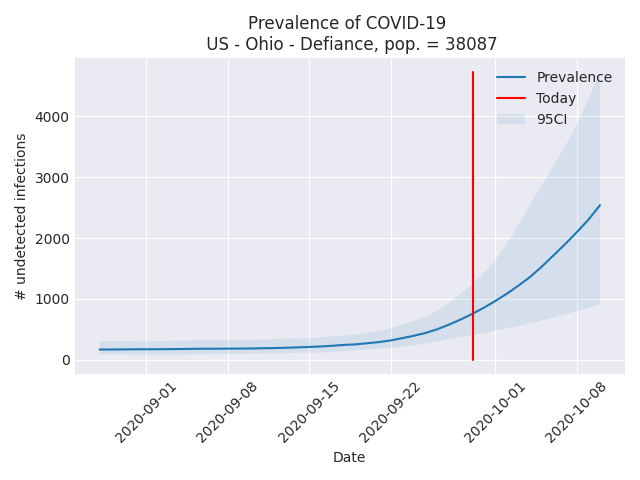 Prevalence of COVID-19
US - Ohio - Defiance, pop. = 38087
Prevalence
Today
95CI
# undetected infections
4000
3000
2000
1000
0
2020-09-01
2020-09-08
2020-09-15
2020-09-22
2020-10-01
2020-10-08
Date